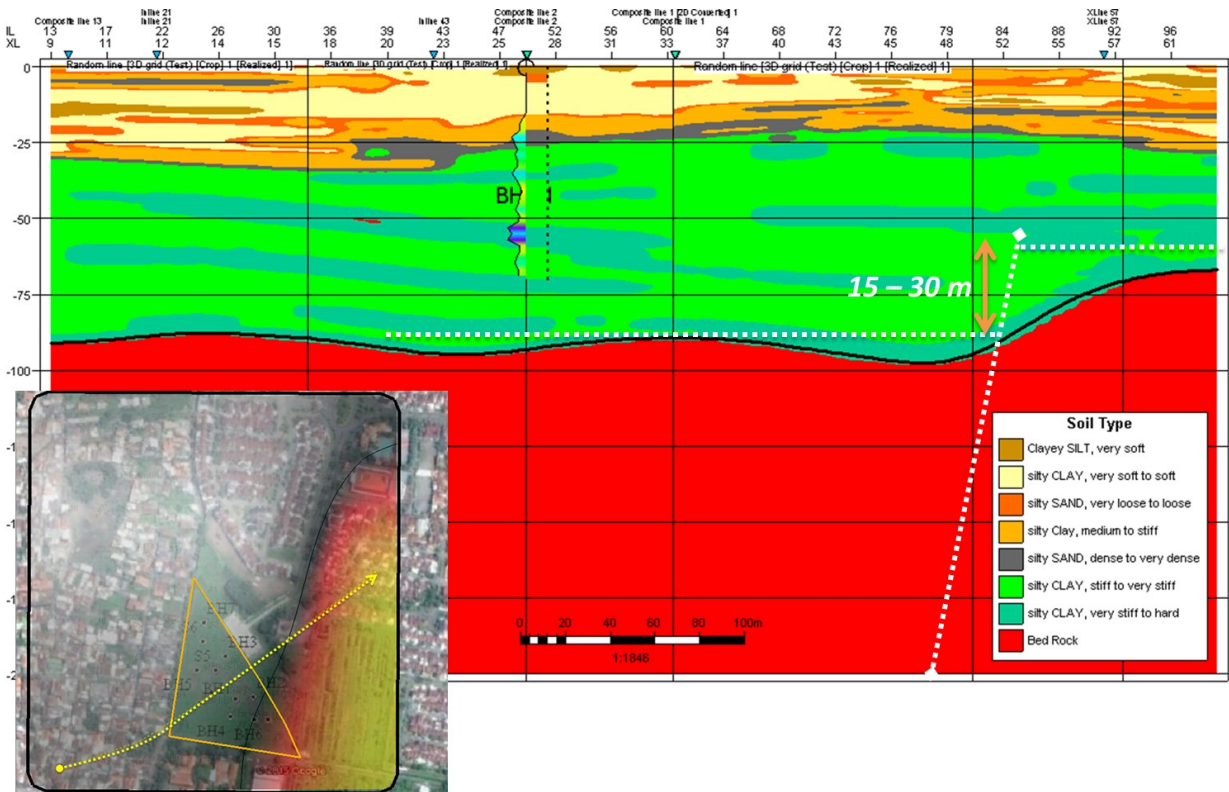 Composite line 13
Inline 21
Inline 21
Inline 43
Composite line 2
Composite line 2
Composite line 1 [2D Converted] 1
Composite line 1
XLine 57
XLine 57
IL 13 17 22 26 30 34 39 43 47 52 56 60 64 68 72 76 79 82 87 92 96
XL 9 11 12 14 15 18 20 23 25 28 31 33 38 40 43 45 48 52 55 61
Random line [3D grid (Test) [Crop] 1 [Realized] 1]
Random line [3D grid (Test) [Crop] 1 [Realized] 1]
Random line [3D grid (Test) [Crop] 1 [Realized] 1]
0
-25
-50
-75
-100
BH 1
15 – 30 m
Soil Type
Clayey SILT, very soft
silty CLAY, very soft to soft
silty SAND, very loose to loose
silty Clay, medium to stiff
silty SAND, dense to very dense
silty CLAY, stiff to very stiff
silty CLAY, very stiff to hard
Bed Rock
0 20 40 60 80 100m
1:1846
BH7
BH3
S5
BH5
BH2
BH4
BH6